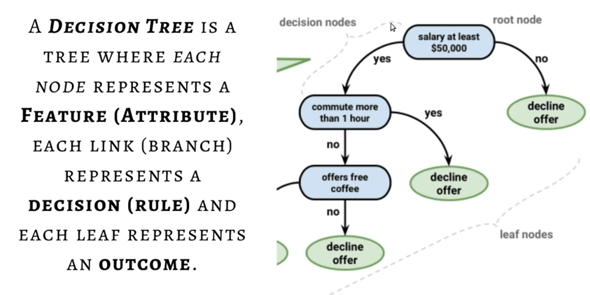 A Decision Tree is a
tree where each
node represents a
Feature (Attribute),
each link (branch)
represents a
decision (rule) and
each leaf represents
an outcome.
decision nodes
root node
salary at least
$50,000
yes
no
commute more
than 1 hour
yes
decline
offer
no
offers free
coffee
decline
offer
no
decline
offer
leaf nodes